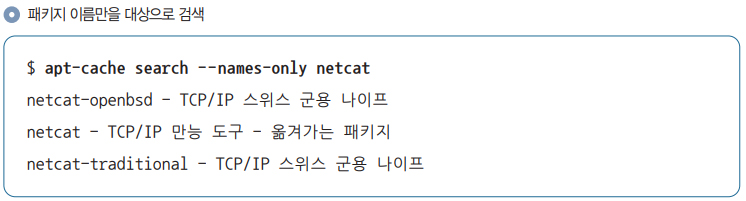 패키지 이름만을 대상으로 검색
$ apt-cache search --names-only netcat
netcat-openbsd - TCP/IP 스위스 군용 나이프
netcat - TCP/IP 만능 도구 - 옮겨가는 패키지
netcat-traditional - TCP/IP 스위스 군용 나이프